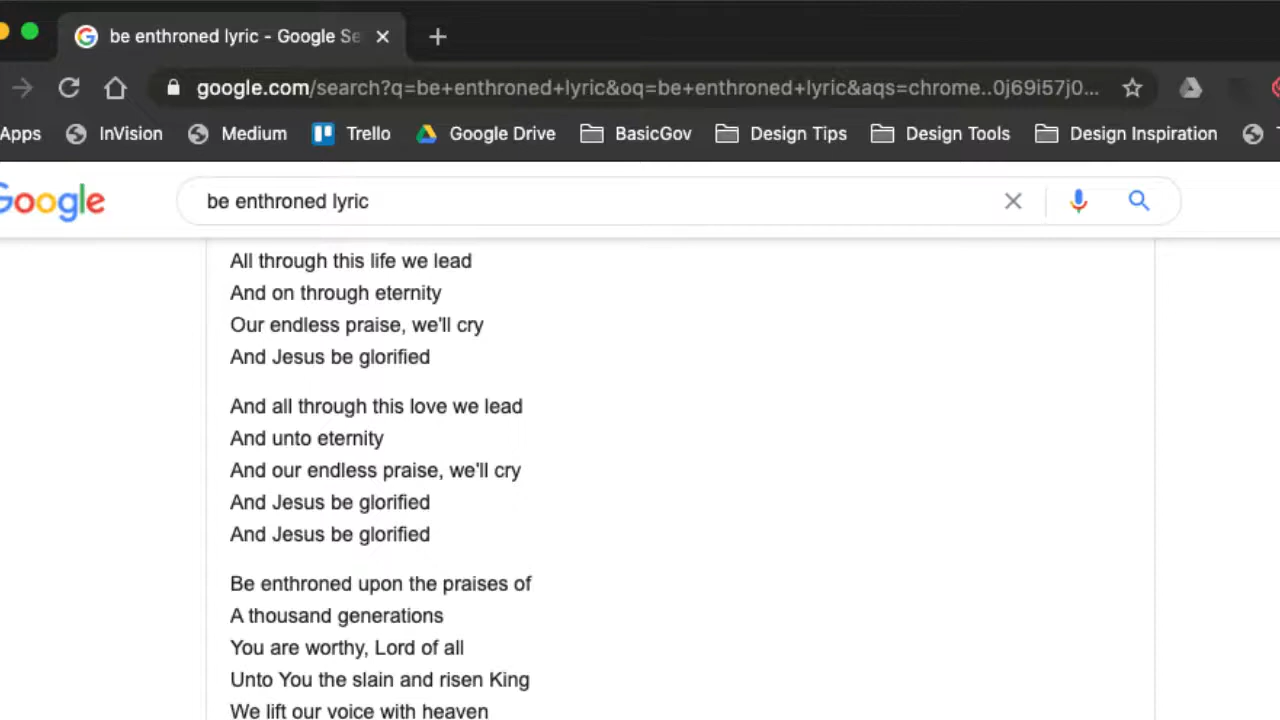 be enthroned lyric - Google Se
google.com/search?q=be+enthroned+lyric&oq=be+enthroned+lyric&aqs=chrome..0j69i57j0...
Apps InVision Medium Trello Google Drive BasicGov Design Tips Design Tools Design Inspiration
Google be enthroned lyric
All through this life we lead
And on through eternity
Our endless praise, we'll cry
And Jesus be glorified
And all through this love we lead
And unto eternity
And our endless praise, we'll cry
And Jesus be glorified
And Jesus be glorified
Be enthroned upon the praises of
A thousand generations
You are worthy, Lord of all
Unto You the slain and risen King
We lift our voice with heaven